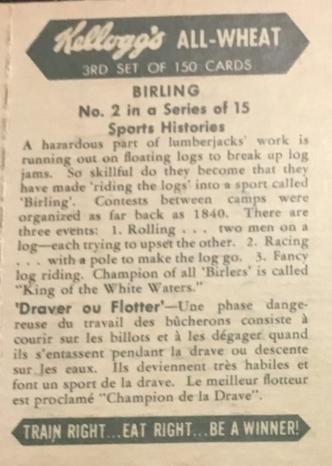 Kellogg's ALL-WHEAT
3RD SET OF 150 CARDS
BIRLING
No. 2 in a Series of 15
Sports Histories
A hazardous part of lumberjacks' work is
running out on floating logs to break up log
jams. So skillful do they become that they
have made 'riding the logs' into a sport called
'Birling'. Contests between camps were
organized as far back as 1840. There are
three events: 1. Rolling . . . two men on a
log—each trying to upset the other. 2. Racing
. . . with a pole to make the log go. 3. Fancy
log riding. Champion of all 'Birlers' is called
"King of the White Waters."
'Draver ou Flotter'—Une phase dange-
reuse du travail des bûcherons consiste à
courir sur les billots et à les dégager quand
ils s'entassent pendant la drave ou descente
sur les eaux. Ils deviennent très habiles et
font un sport de la drave. Le meilleur flotteur
est proclamé "Champion de la Drave".
TRAIN RIGHT...EAT RIGHT...BE A WINNER!